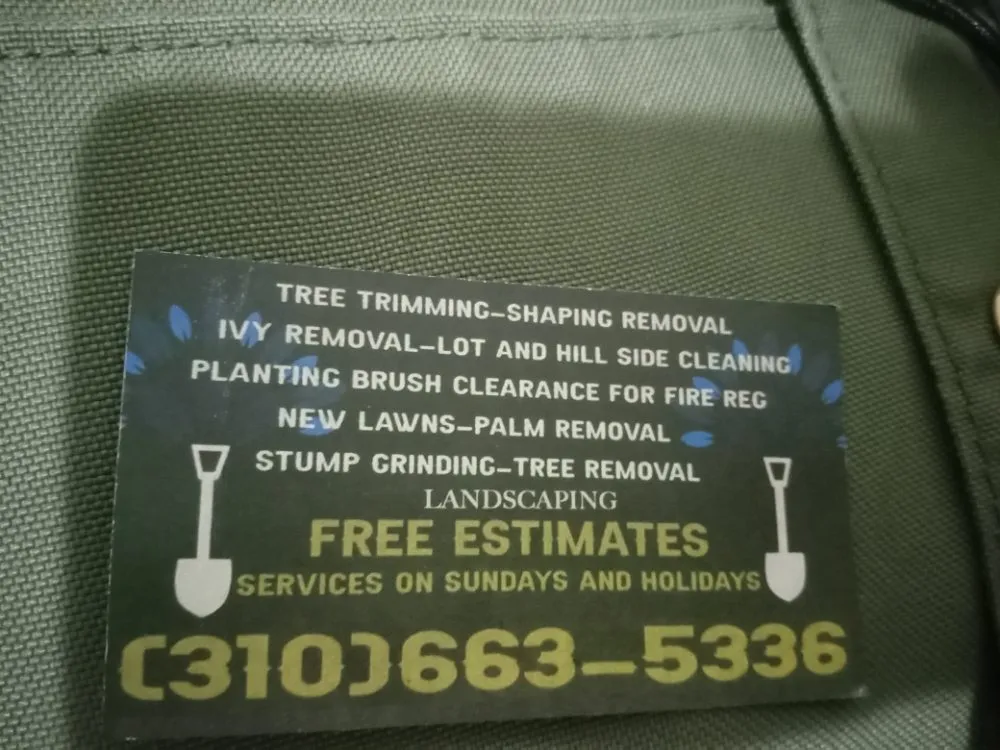 TREE TRIMMING-SHAPING REMOVAL
IVY REMOVAL-LOT AND HILL SIDE CLEANING
PLANTING BRUSH CLEARANCE FOR FIRE REG
NEW LAWNS-PALM REMOVAL
STUMP GRINDING-TREE REMOVAL
LANDSCAPING
FREE ESTIMATES
SERVICES ON SUNDAYS AND HOLIDAYS
(310)663-5336